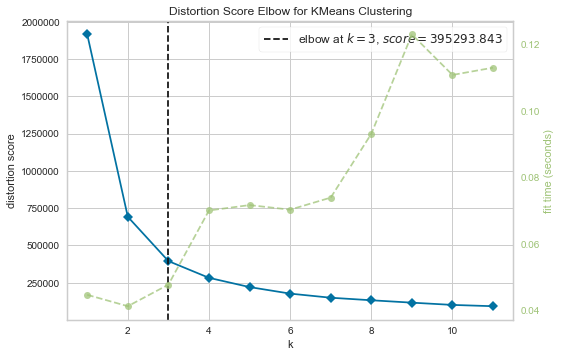 Distortion Score Elbow for KMeans Clustering
elbow at k = 3, score = 395293.843
distortion score
2000000
1750000
1500000
1250000
1000000
750000
500000
250000
0.12
0.10
0.08
0.06
0.04
fit time (seconds)
2 4 6 8 10
k